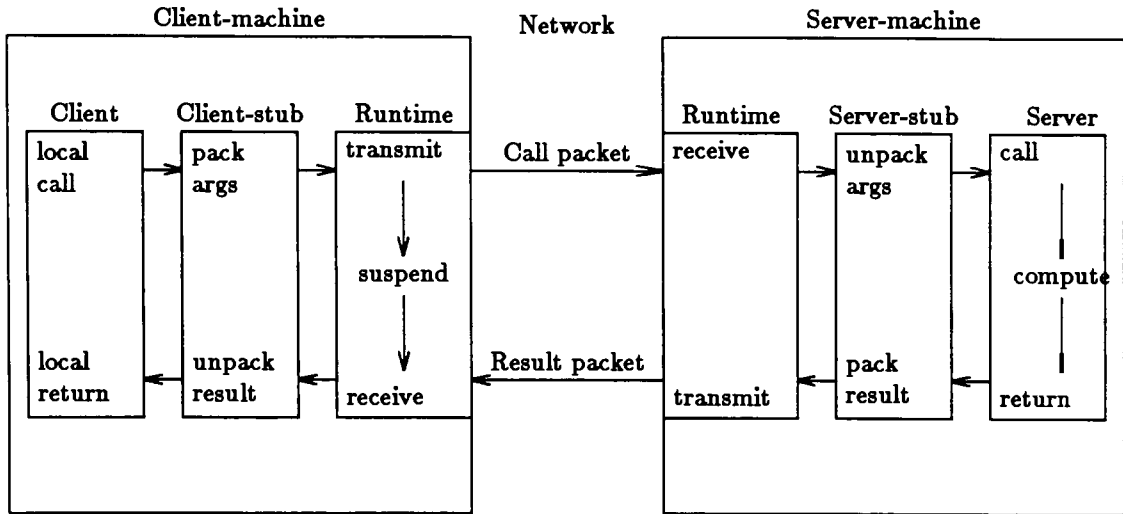 Client-machine
Network
Server-machine
Client
Client-stub
Runtime
Runtime
Server-stub
Server
local
call
pack
args
transmit
Call packet
receive
unpack
args
call
suspend
compute
local
return
unpack
result
receive
Result packet
transmit
pack
result
return